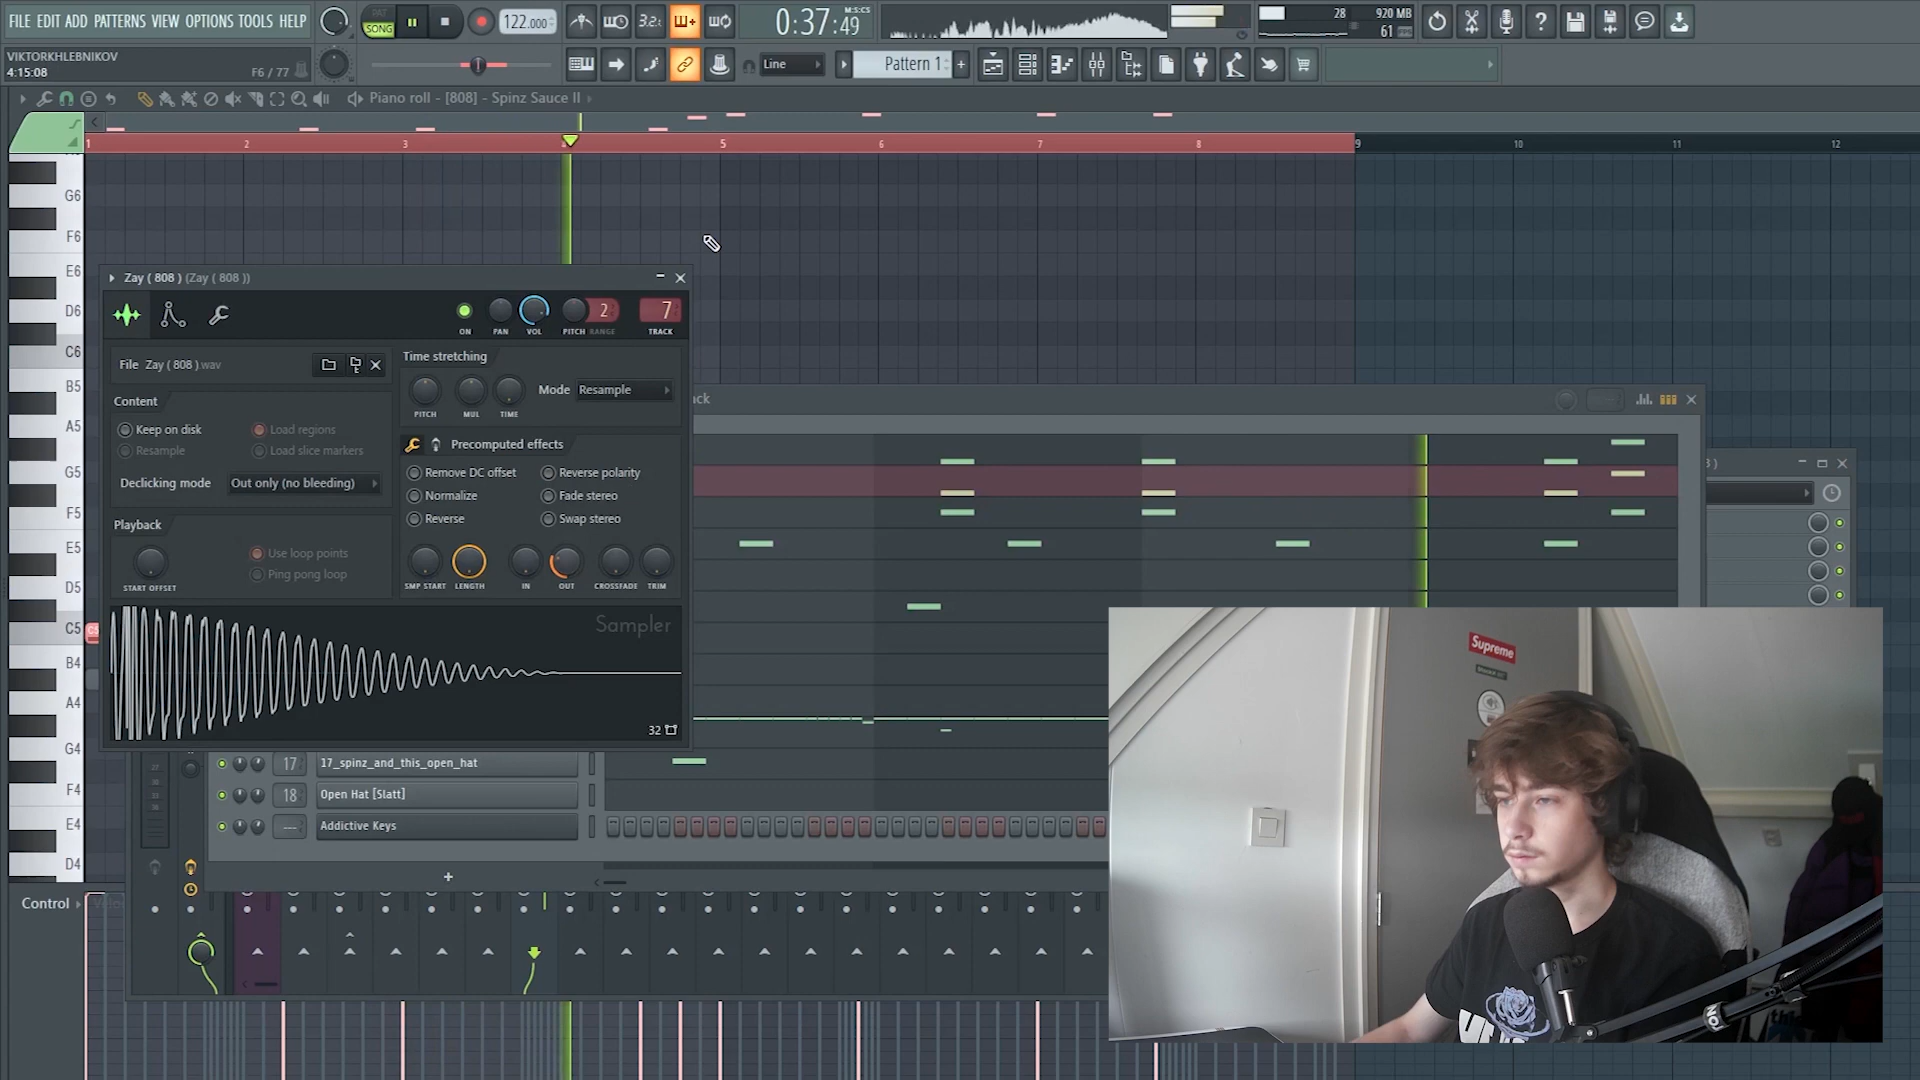 FILE EDIT ADD PATTERNS VIEW OPTIONS TOOLS HELP
PAT
SONG
122.000
3.2
0:37:49
M:S:CS
28
920 MB
61
VIKTORKHLEBNIKOV
4:15:08
F6 / 77
Line
Pattern 1
+
Piano roll - [808] - Spinz Sauce II
1 2 3 5 6 7 8 9 10 11 12
G6
F6
E6
D6
C6
B5
A5
G5
F5
E5
D5
C5
B4
A4
G4
F4
E4
D4
C5
Zay ( 808 ) (Zay ( 808 ))
2
7
ON PAN VOL PITCH RANGE TRACK
File Zay ( 808 ).wav
Time stretching
PITCH MUL TIME
Mode Resample
Content
Keep on disk
Load regions
Resample
Load slice markers
Declicking mode Out only (no bleeding)
Precomputed effects
Remove DC offset
Reverse polarity
Normalize
Fade stereo
Reverse
Swap stereo
Playback
Use loop points
Ping pong loop
START OFFSET
SMP START LENGTH IN OUT CROSSFADE TRIM
Sampler
32
17 17_spinz_and_this_open_hat
18 Open Hat [Slatt]
--- Addictive Keys
+
Control
Supreme